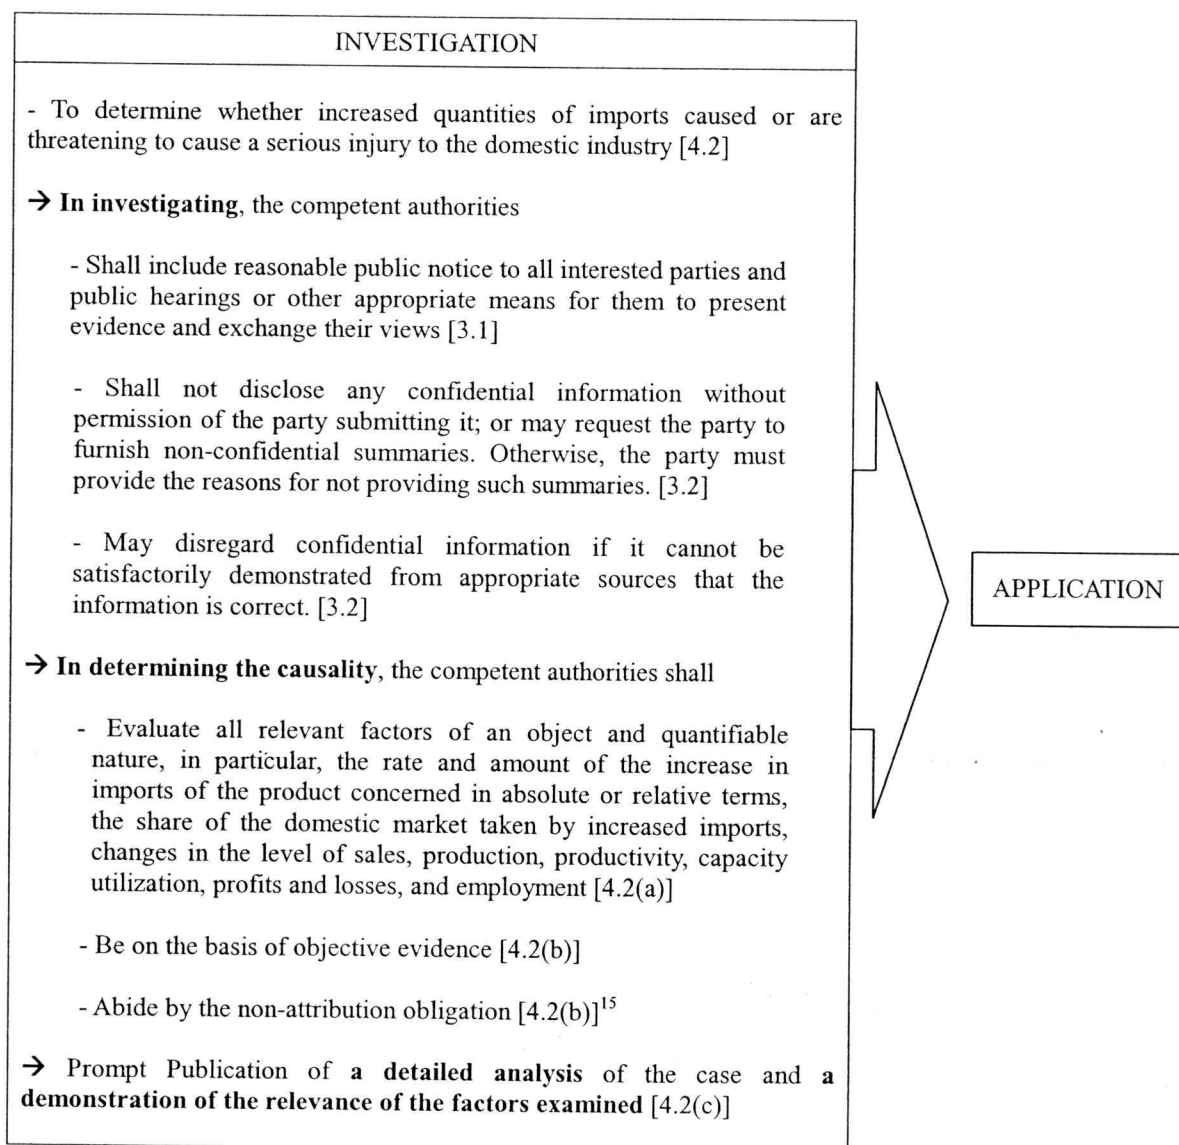 INVESTIGATION
- To determine whether increased quantities of imports caused or are
threatening to cause a serious injury to the domestic industry [4.2]
→ In investigating, the competent authorities
- Shall include reasonable public notice to all interested parties and
public hearings or other appropriate means for them to present
evidence and exchange their views [3.1]
- Shall not disclose any confidential information without
permission of the party submitting it; or may request the party to
furnish non-confidential summaries. Otherwise, the party must
provide the reasons for not providing such summaries. [3.2]
- May disregard confidential information if it cannot be
satisfactorily demonstrated from appropriate sources that the
information is correct. [3.2]
→ In determining the causality, the competent authorities shall
- Evaluate all relevant factors of an object and quantifiable
nature, in particular, the rate and amount of the increase in
imports of the product concerned in absolute or relative terms,
the share of the domestic market taken by increased imports,
changes in the level of sales, production, productivity, capacity
utilization, profits and losses, and employment [4.2(a)]
- Be on the basis of objective evidence [4.2(b)]
- Abide by the non-attribution obligation [4.2(b)]15
→ Prompt Publication of a detailed analysis of the case and a
demonstration of the relevance of the factors examined [4.2(c)]
APPLICATION